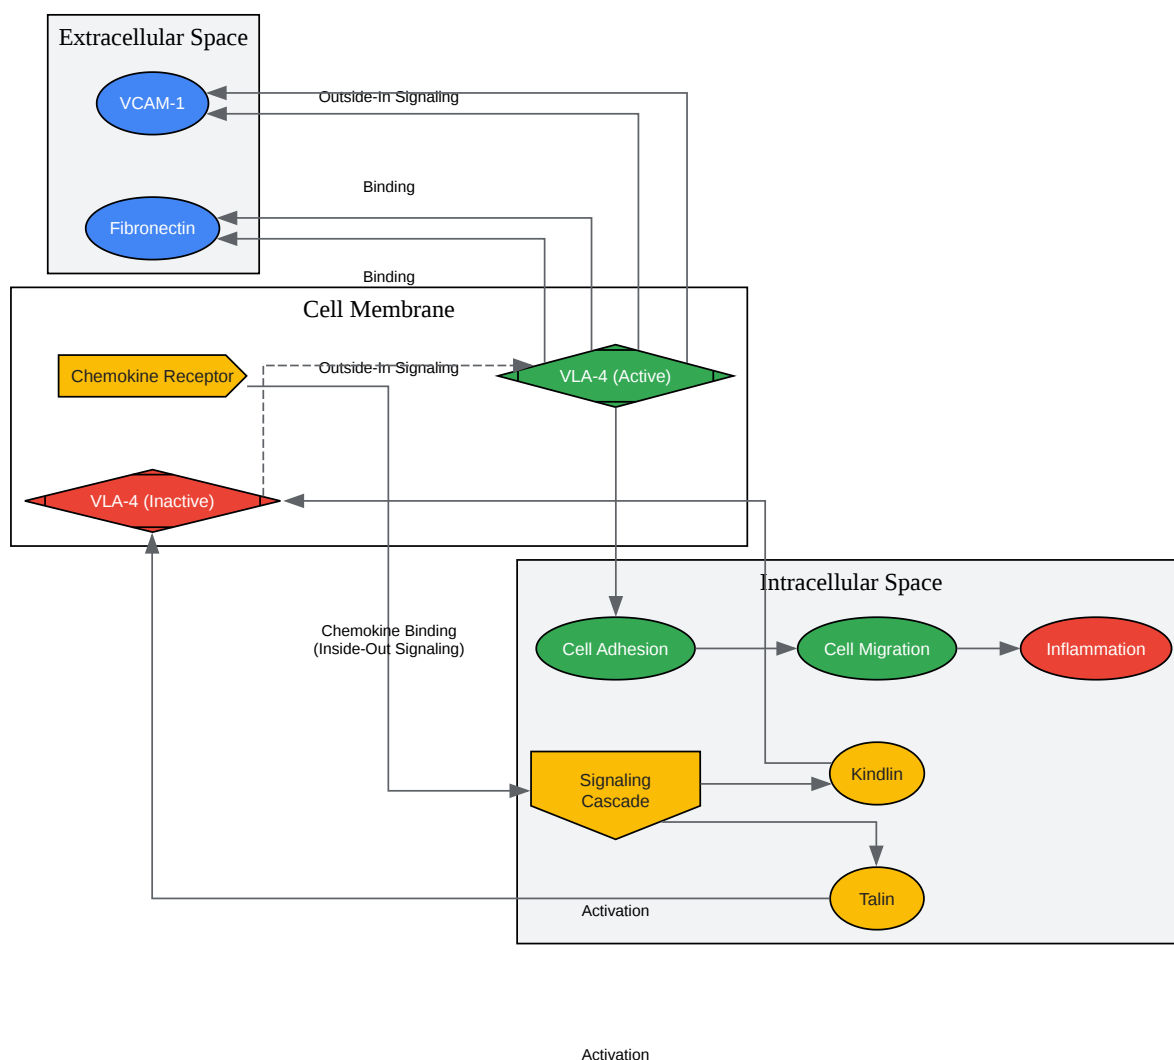 Extracellular Space
VCAM-1
Outside-In Signaling
Binding
Fibronectin
Binding
Cell Membrane
Chemokine Receptor
Outside-In Signaling
VLA-4 (Active)
VLA-4 (Inactive)
Intracellular Space
Chemokine Binding
(Inside-Out Signaling)
Cell Adhesion
Cell Migration
Inflammation
Signaling
Cascade
Kindlin
Talin
Activation
Activation